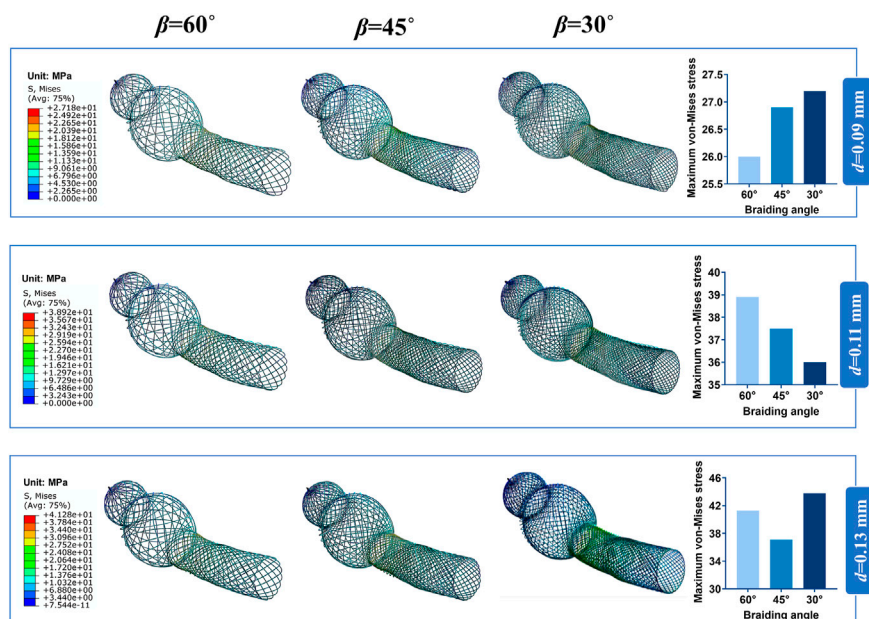 β=60° β=45° β=30°
Unit: MPa
S, Mises
(Avg: 75%)
+2.718e+01
+2.492e+01
+2.265e+01
+2.039e+01
+1.812e+01
+1.586e+01
+1.359e+01
+1.133e+01
+9.061e+00
+6.796e+00
+4.530e+00
+2.265e+00
+0.000e+00
Maximum von-Mises stress
27.5
27.0
26.5
26.0
25.5
60° 45° 30°
Braiding angle
d=0.09 mm
Unit: MPa
S, Mises
(Avg: 75%)
+3.892e+01
+3.567e+01
+3.243e+01
+2.919e+01
+2.594e+01
+2.270e+01
+1.946e+01
+1.621e+01
+1.297e+01
+9.729e+00
+6.486e+00
+3.243e+00
+0.000e+00
Maximum von-Mises stress
40
39
38
37
36
35
60° 45° 30°
Braiding angle
d=0.11 mm
Unit: MPa
S, Mises
(Avg: 75%)
+4.128e+01
+3.784e+01
+3.440e+01
+3.096e+01
+2.752e+01
+2.408e+01
+2.064e+01
+1.720e+01
+1.376e+01
+1.032e+01
+6.880e+00
+3.440e+00
+7.544e-11
Maximum von-Mises stress
46
42
38
34
30
60° 45° 30°
Braiding angle
d=0.13 mm